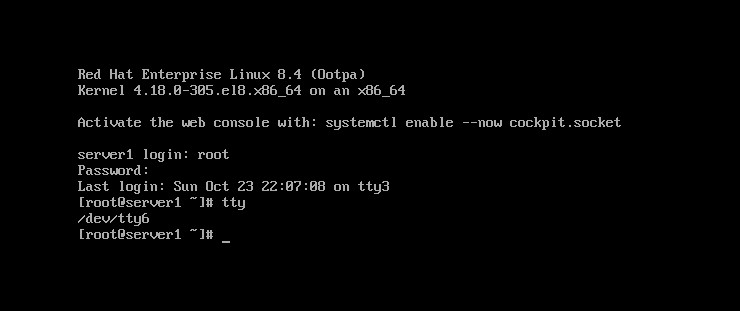 Red Hat Enterprise Linux 8.4 (Ootpa)
Kernel 4.18.0-305.el8.x86_64 on an x86_64
Activate the web console with: systemctl enable --now cockpit.socket
server1 login: root
Password:
Last login: Sun Oct 23 22:07:08 on tty3
[root@server1 ~]# tty
/dev/tty6
[root@server1 ~]# _